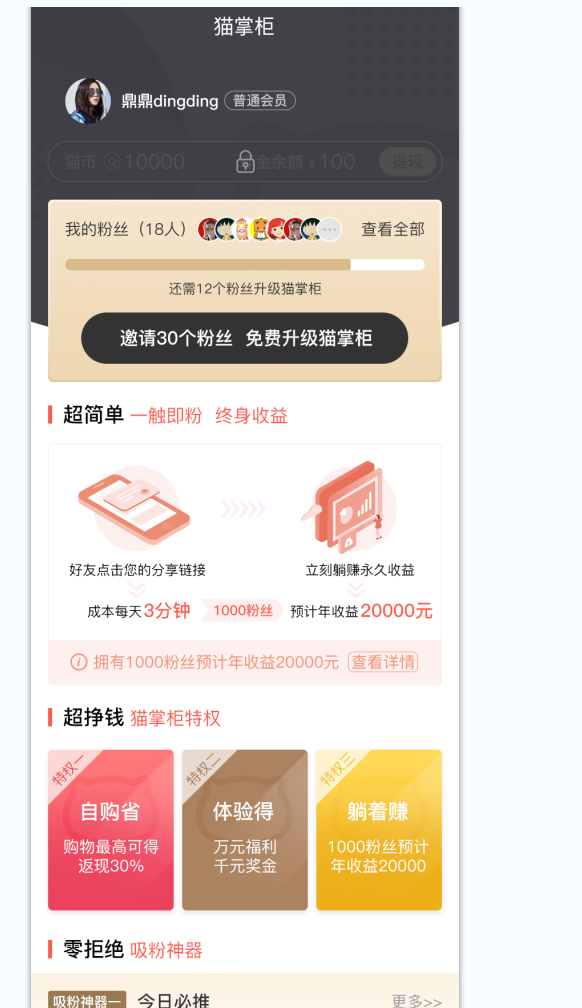 猫掌柜
鼎鼎dingding 普通会员
猫币 10000 金余额 ¥100 提现
我的粉丝（18人） 查看全部
还需12个粉丝升级猫掌柜
邀请30个粉丝 免费升级猫掌柜
超简单 一触即粉 终身收益
好友点击您的分享链接 立刻躺赚永久收益
成本每天3分钟 1000粉丝 预计年收益20000元
拥有1000粉丝预计年收益20000元 查看详情
超挣钱 猫掌柜特权
特权一 特权二 特权三
自购省 体验得 躺着赚
购物最高可得 万元福利 1000粉丝预计
返现30% 千元奖金 年收益20000
零拒绝 吸粉神器
吸粉神器一 今日必推 更多>>